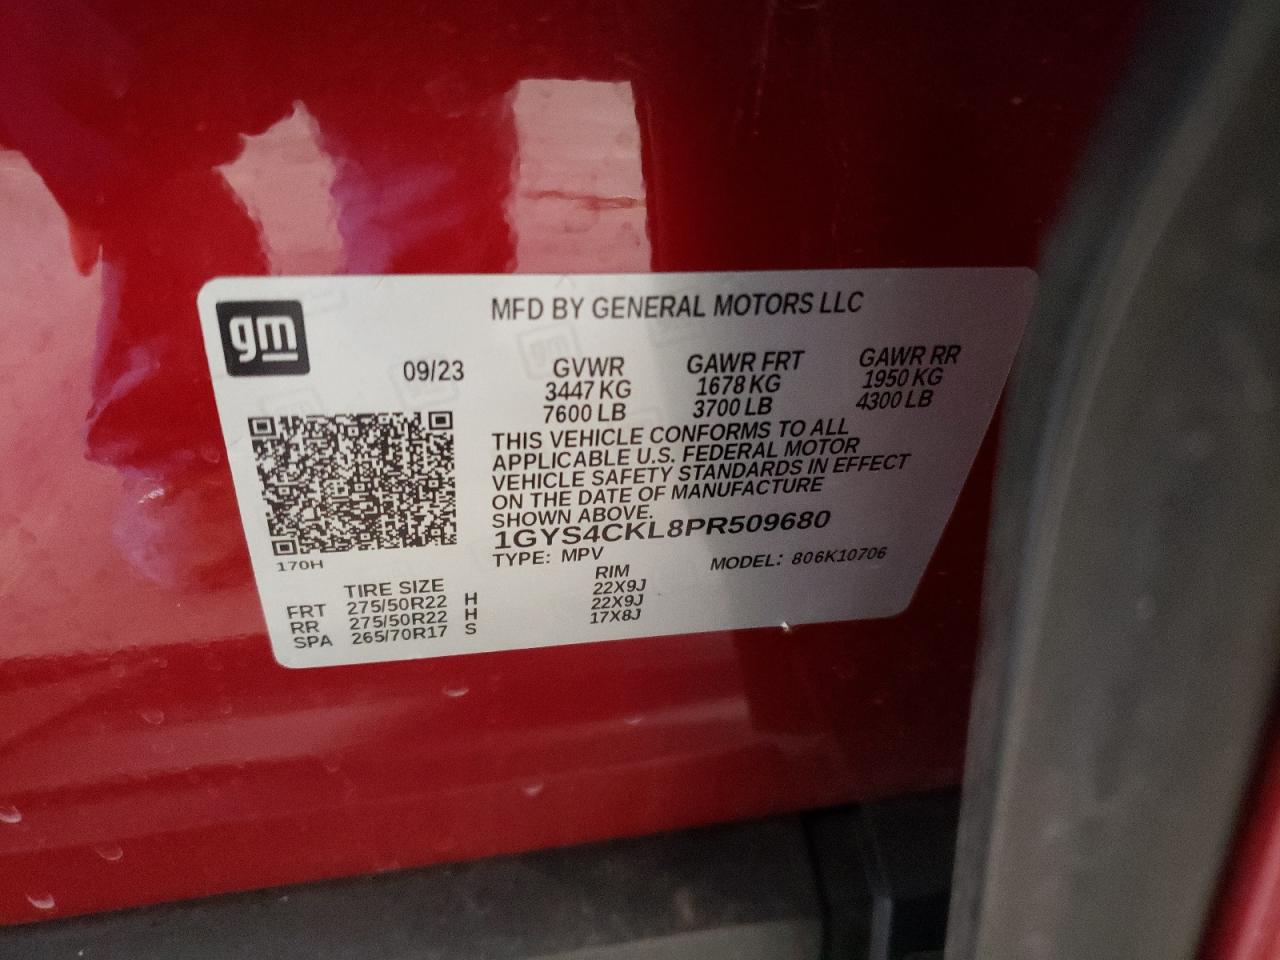 gm
MFD BY GENERAL MOTORS LLC
09/23 GVWR GAWR FRT GAWR RR
3447 KG 1678 KG 1950 KG
7600 LB 3700 LB 4300 LB
THIS VEHICLE CONFORMS TO ALL
APPLICABLE U.S. FEDERAL MOTOR
VEHICLE SAFETY STANDARDS IN EFFECT
ON THE DATE OF MANUFACTURE
SHOWN ABOVE.
1GYS4CKL8PR509680
TYPE: MPV MODEL: 806K10706
170H
TIRE SIZE RIM
FRT 275/50R22 H 22X9J
RR 275/50R22 H 22X9J
SPA 265/70R17 S 17X8J